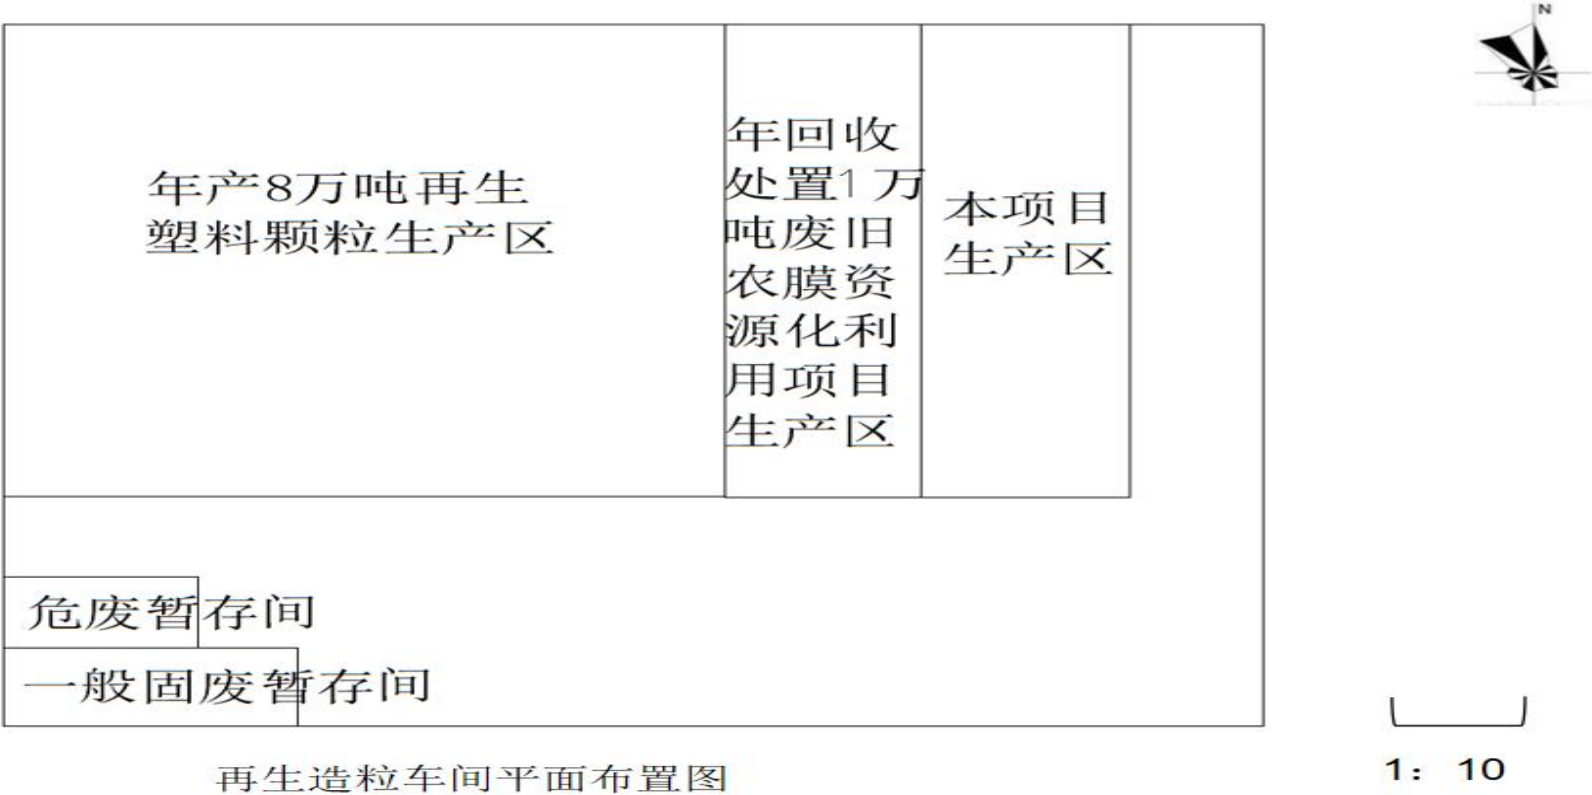 N
年产8万吨再生
塑料颗粒生产区
年回收
处置1万
吨废旧
农膜资
源化利
用项目
生产区
本项目
生产区
危废暂存间
一般固废暂存间
再生造粒车间平面布置图
1：10